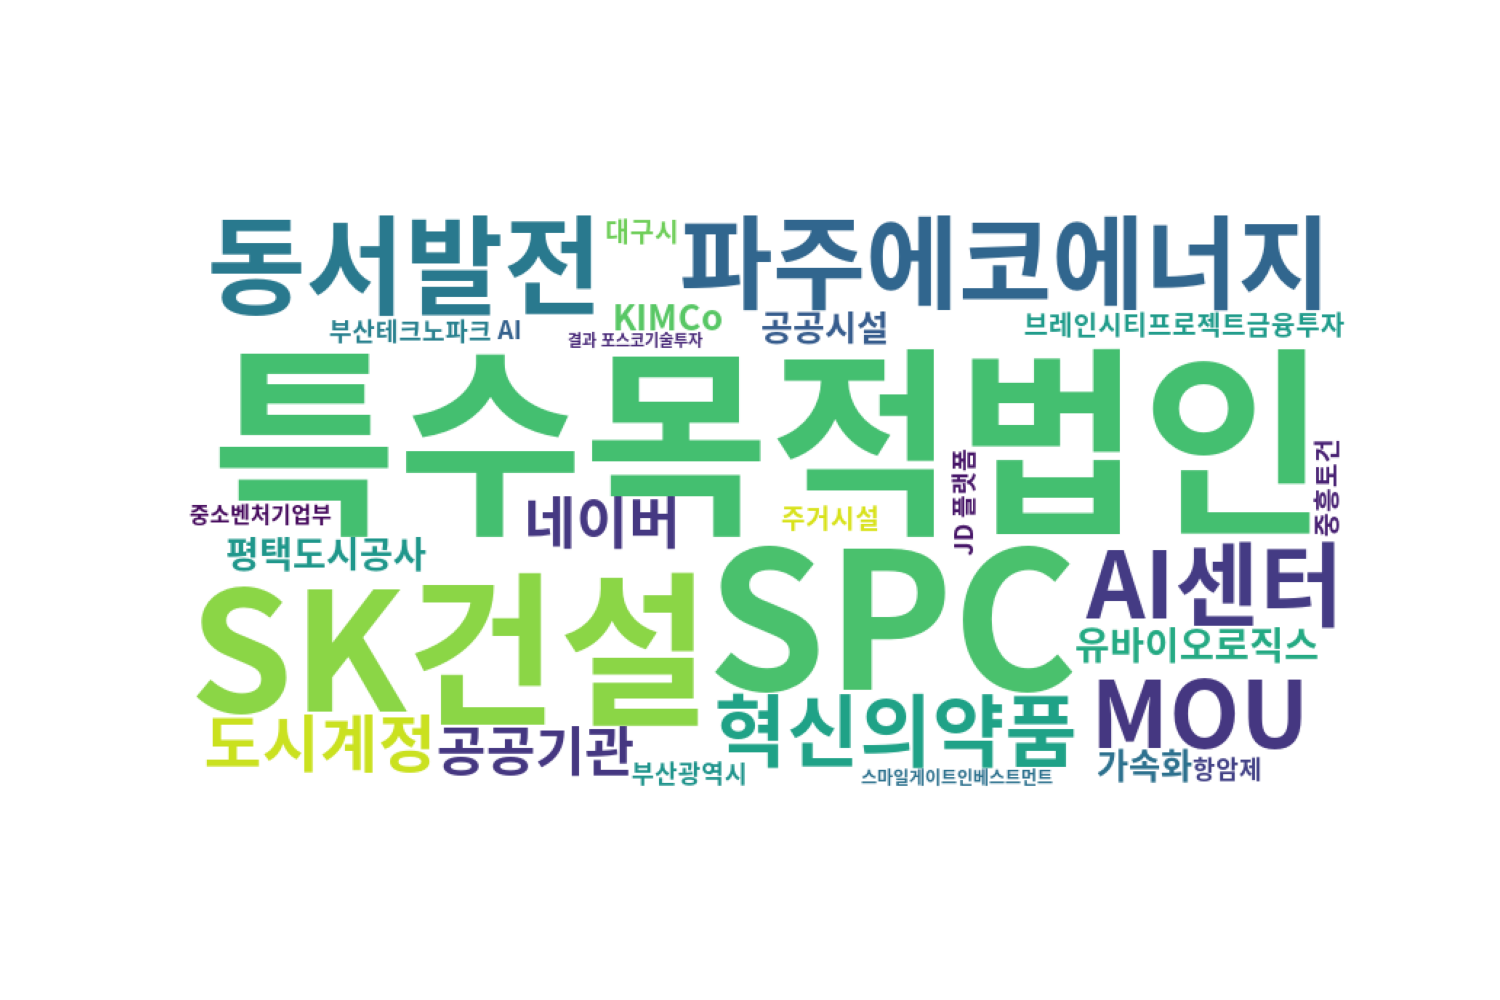 동서발전
대구시
파주에코에너지
부산테크노파크 AI
KIMCo
결과 포스코기술투자
공공시설
브레인시티프로젝트금융투자
특수목적법인
중소벤처기업부
네이버
주거시설
JD 플랫폼
중흥토건
평택도시공사
SK건설
SPC
AI센터
유바이오로직스
도시계정
공공기관
혁신의약품
MOU
부산광역시
스마일게이트인베스트먼트
가속화
항암제